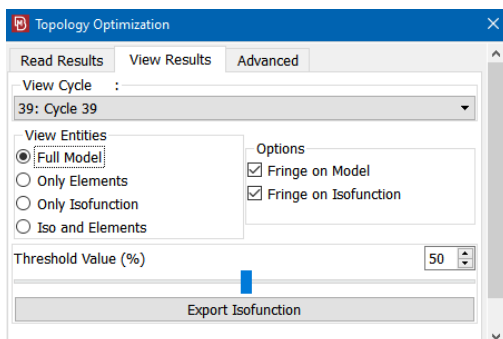 Topology Optimization
Read Results View Results Advanced
View Cycle :
39: Cycle 39
View Entities
Full Model
Only Elements
Only Isofunction
Iso and Elements
Options
Fringe on Model
Fringe on Isofunction
Threshold Value (%) 50
Export Isofunction